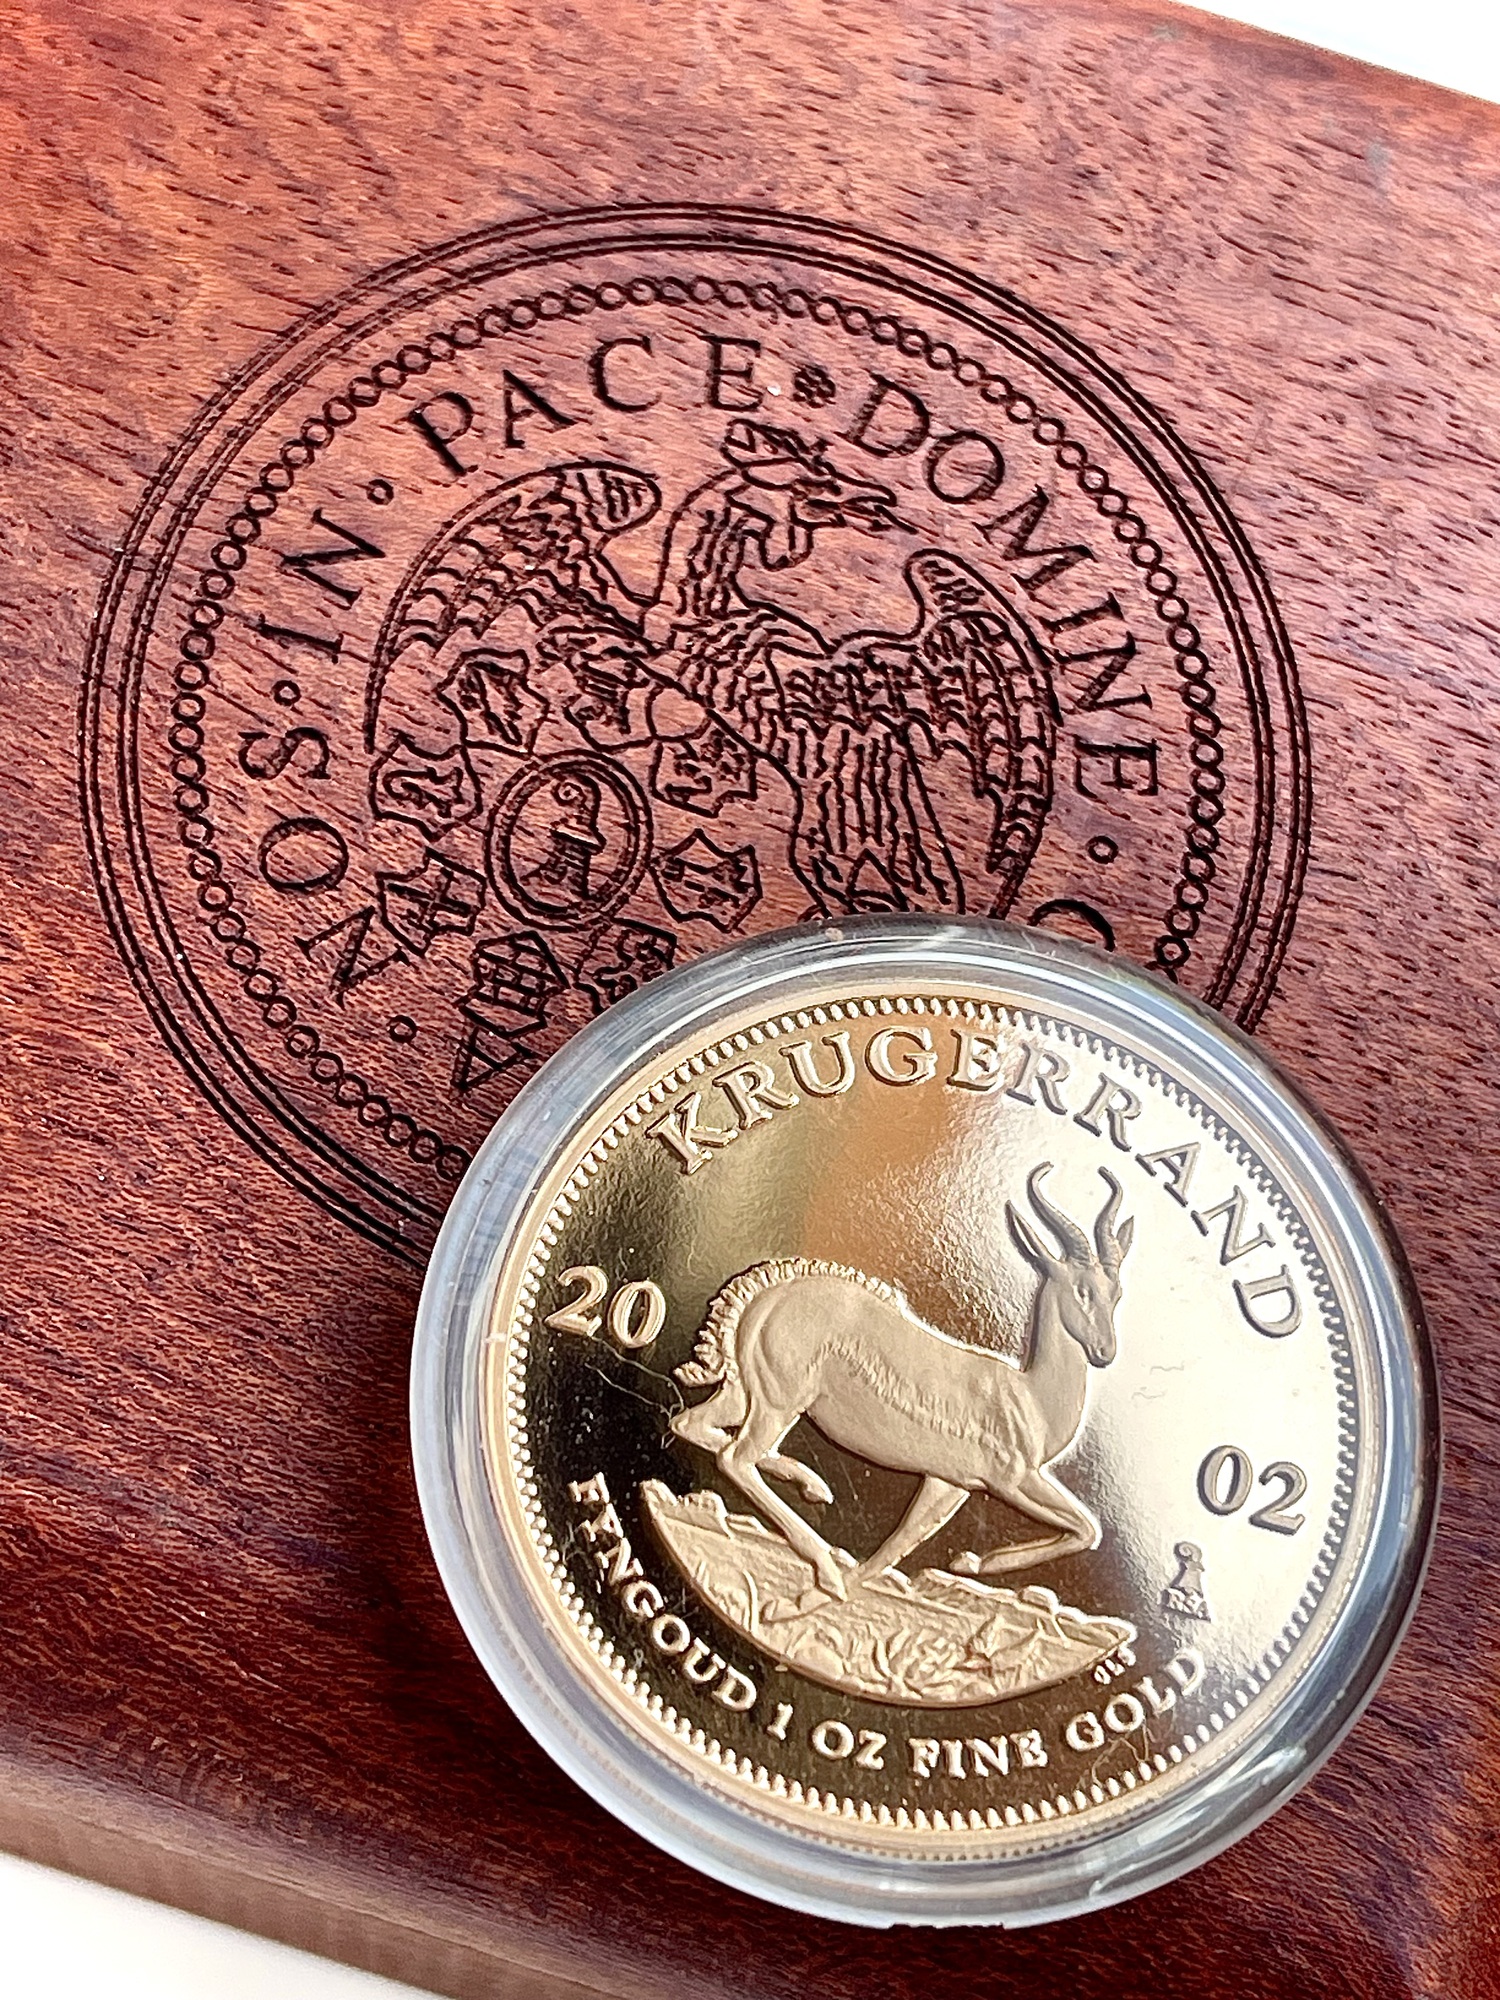 DOMINE · C
· NOS · IN · PACE
KRUGERRAND
20
02
FYNGOUD 1 OZ FINE GOLD